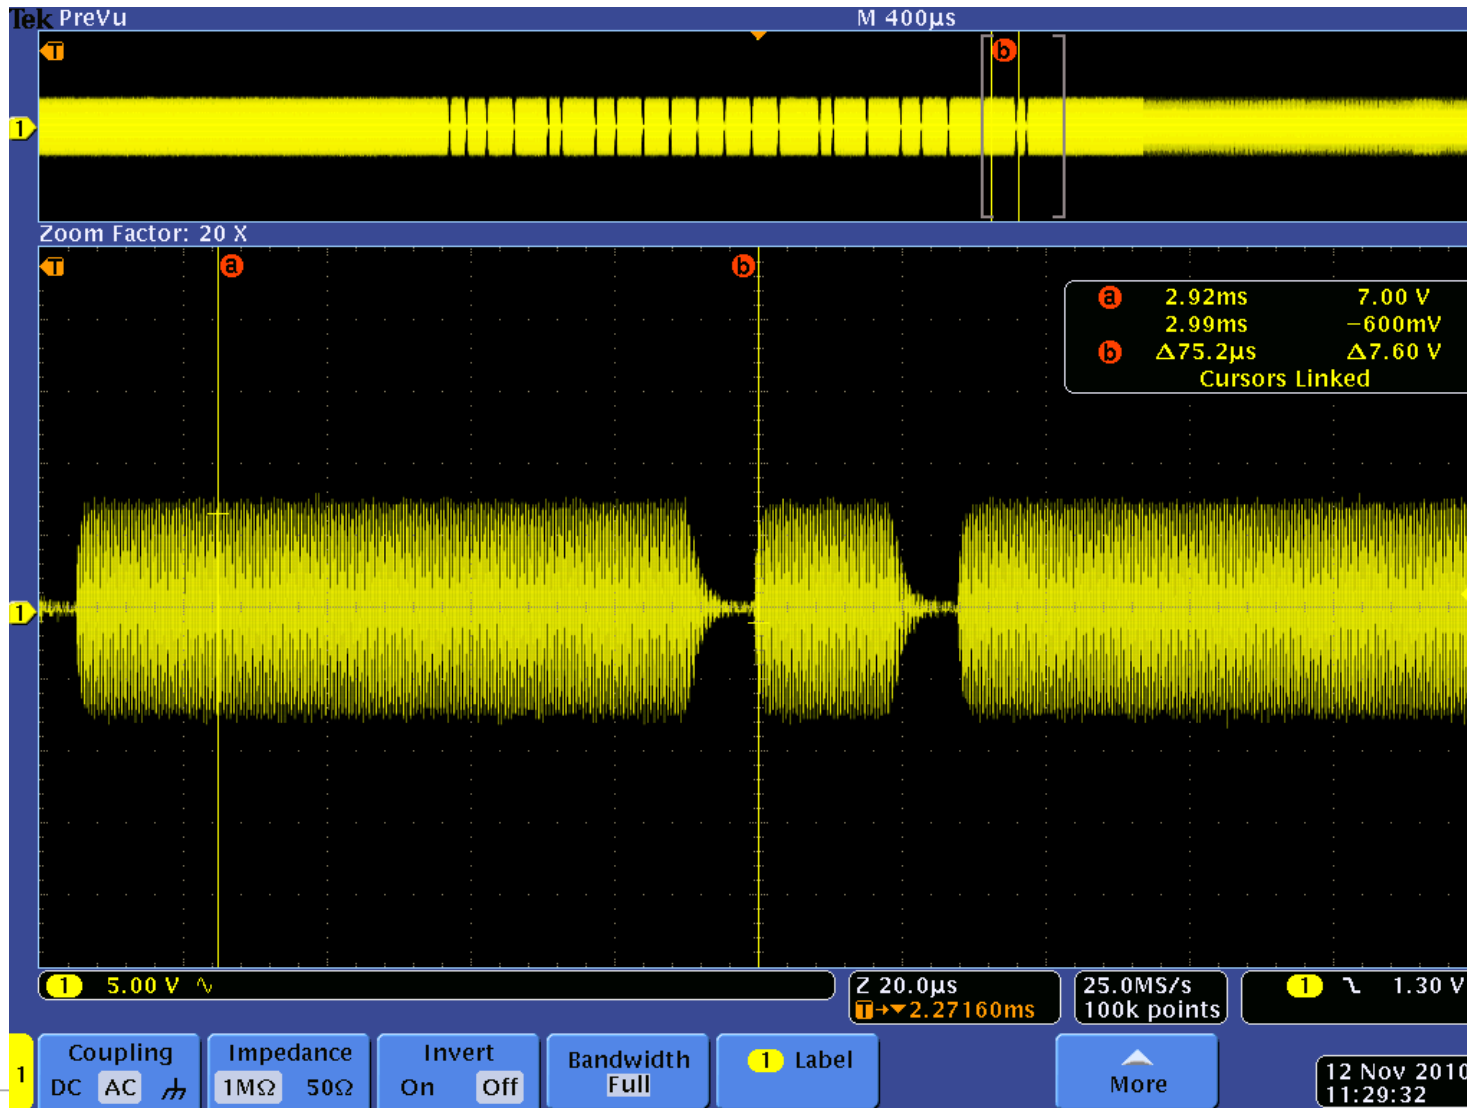 Tek PreVu M 400µs
T
b
1
Zoom Factor: 20 X
T a b
a 2.92ms 7.00 V
2.99ms −600mV
b Δ75.2µs Δ7.60 V
Cursors Linked
1
1 5.00 V Z 20.0µs 25.0MS/s 1 1.30 V
T→▼2.27160ms 100k points
1
Coupling Impedance Invert Bandwidth 1 Label
DC AC 1MΩ 50Ω On Off Full More
12 Nov 2010
11:29:32